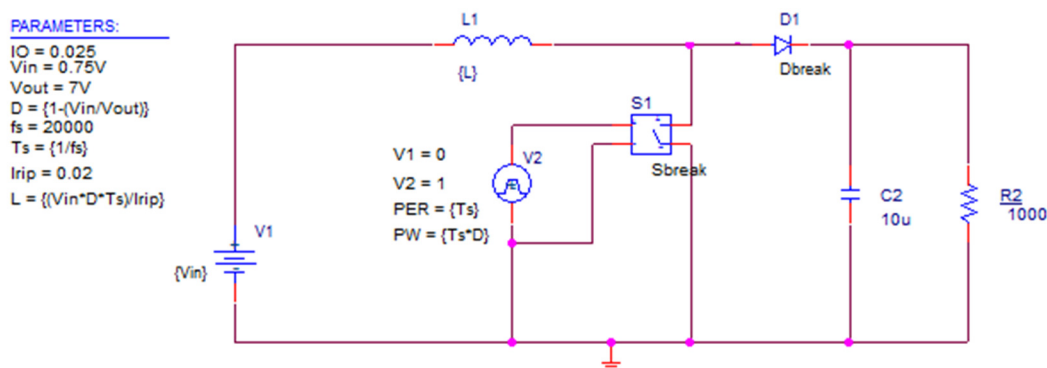 PARAMETERS:
IO = 0.025
Vin = 0.75V
Vout = 7V
D = {1-(Vin/Vout)}
fs = 20000
Ts = {1/fs}
Irip = 0.02
L = {(Vin*D*Ts)/Irip}
L1
{L}
D1
Dbreak
S1
Sbreak
V1 = 0
V2 = 1
PER = {Ts}
PW = {Ts*D}
V2
V1
{Vin}
C2
10u
R2
1000